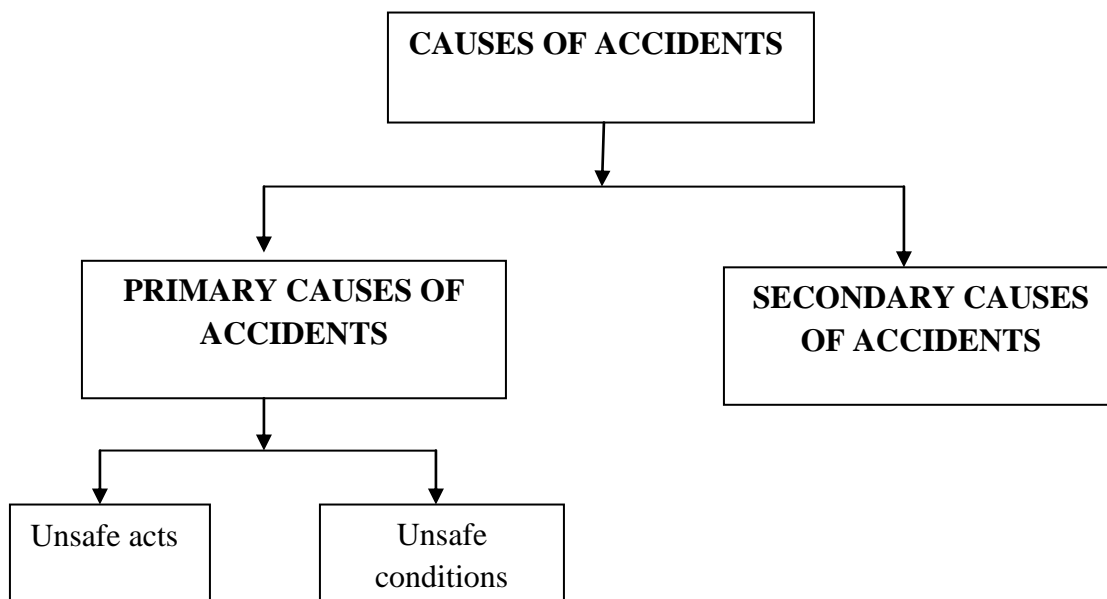 CAUSES OF ACCIDENTS
PRIMARY CAUSES OF
ACCIDENTS
SECONDARY CAUSES
OF ACCIDENTS
Unsafe acts
Unsafe
conditions